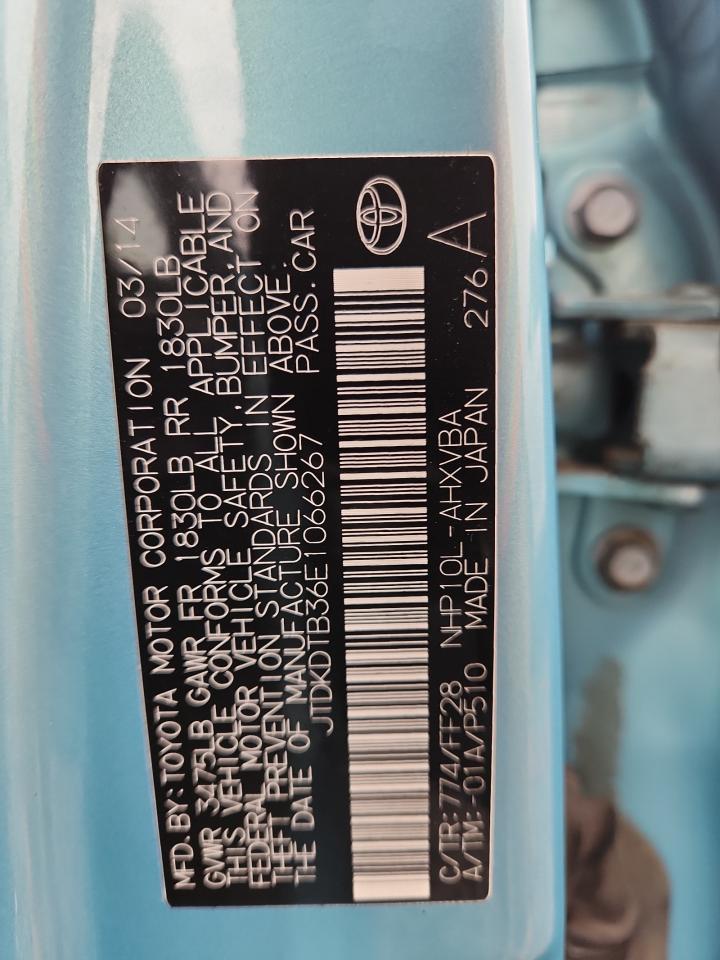 MFD. BY: TOYOTA MOTOR CORPORATION 03/14
GVWR 3475LB GAWR FR 1830LB RR 1830LB
THIS VEHICLE CONFORMS TO ALL APPLICABLE
FEDERAL MOTOR VEHICLE SAFETY, BUMPER, AND
THEFT PREVENTION STANDARDS IN EFFECT ON
THE DATE OF MANUFACTURE SHOWN ABOVE.
JTDKDTB36E1066267 PASS. CAR
C/TR: 774/FF28 NHP10L-AHXVBA
A/TM: -01A/P510 MADE IN JAPAN 276 A